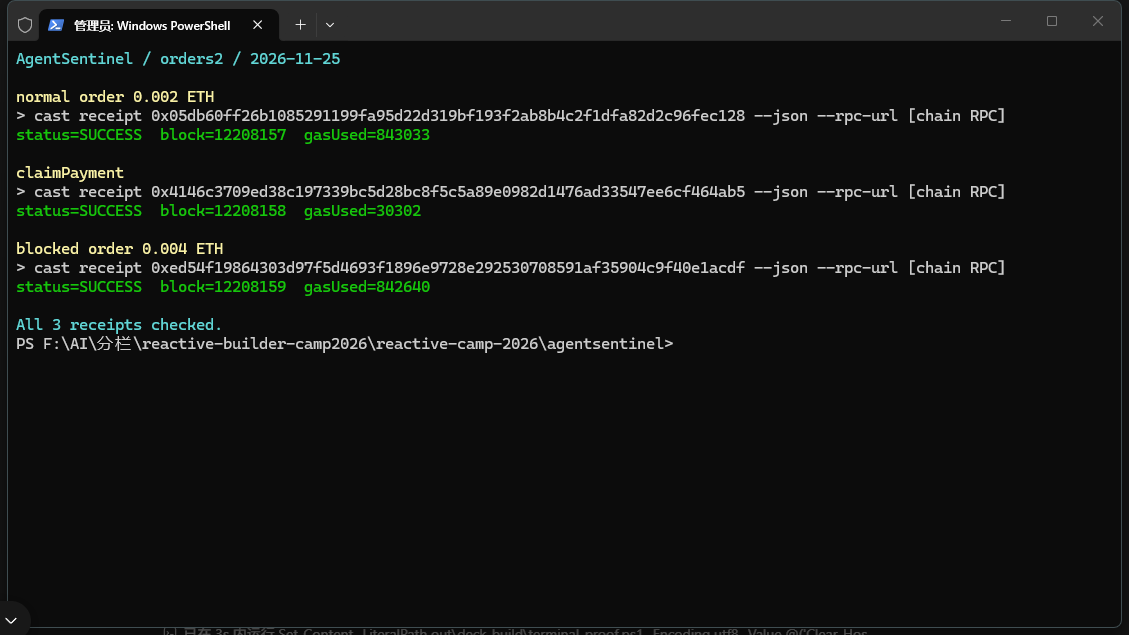 管理员: Windows PowerShell
AgentSentinel / orders2 / 2026-11-25
normal order 0.002 ETH
> cast receipt 0x05db60ff26b1085291199fa95d22d319bf193f2ab8b4c2f1dfa82d2c96fec128 --json --rpc-url [chain RPC]
status=SUCCESS  block=12208157  gasUsed=843033
claimPayment
> cast receipt 0x4146c3709ed38c197339bc5d28bc8f5c5a89e0982d1476ad33547ee6cf464ab5 --json --rpc-url [chain RPC]
status=SUCCESS  block=12208158  gasUsed=30302
blocked order 0.004 ETH
> cast receipt 0xed54f19864303d97f5d4693f1896e9728e292530708591af35904c9f40e1acdf --json --rpc-url [chain RPC]
status=SUCCESS  block=12208159  gasUsed=842640
All 3 receipts checked.
PS F:\AI\分栏\reactive-builder-camp2026\reactive-camp-2026\agentsentinel>